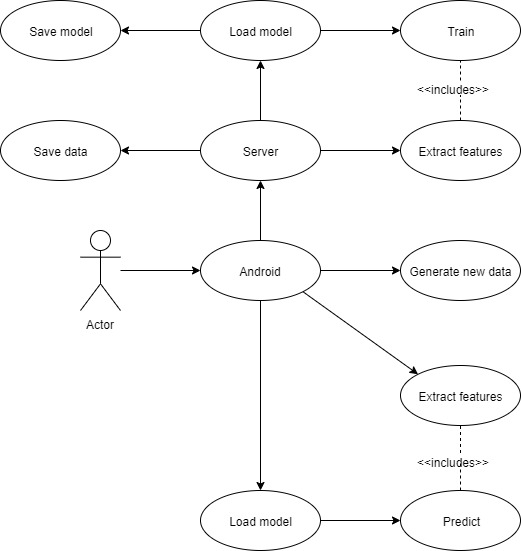 Save model
Load model
Train
<<includes>>
Save data
Server
Extract features
Android
Generate new data
Actor
Extract features
<<includes>>
Load model
Predict